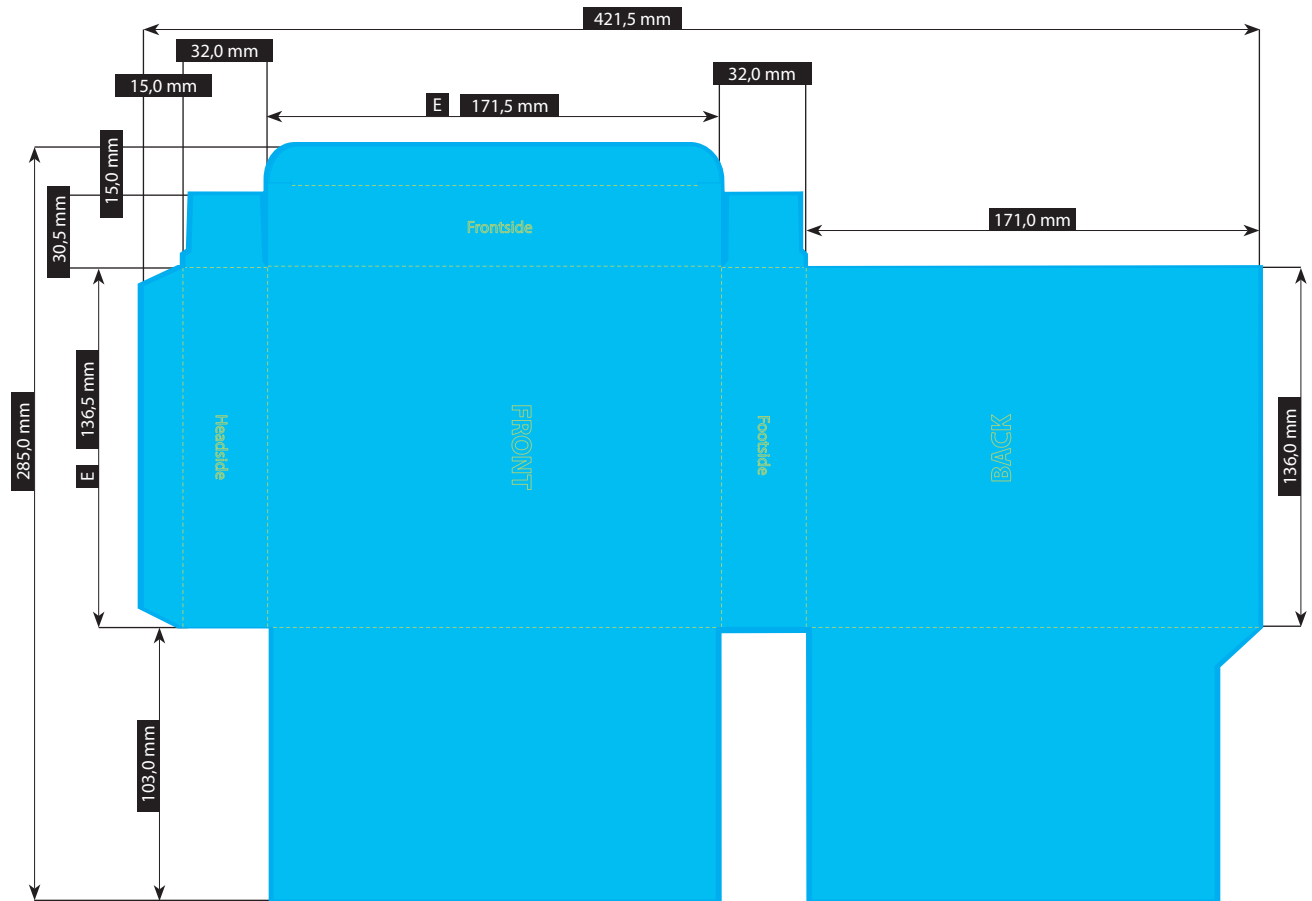 421,5 mm
32,0 mm
32,0 mm
15,0 mm
E 171,5 mm
15,0 mm
30,5 mm
Frontside
171,0 mm
285,0 mm
E 136,5 mm
Headside
FRONT
Footside
BACK
136,0 mm
103,0 mm